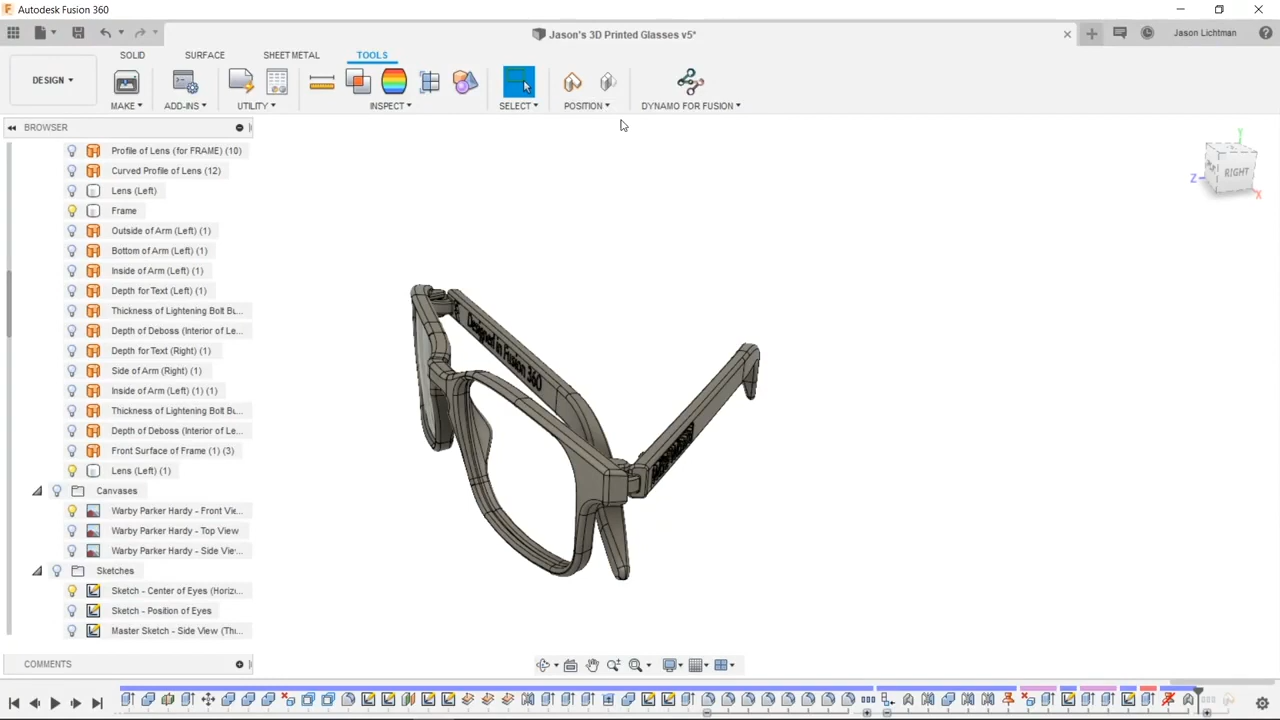 Autodesk Fusion 360
Jason's 3D Printed Glasses v5*
Jason Lichtman
DESIGN
SOLID
SURFACE
SHEET METAL
TOOLS
MAKE
ADD-INS
UTILITY
INSPECT
SELECT
POSITION
DYNAMO FOR FUSION
BROWSER
Profile of Lens (for FRAME) (10)
Curved Profile of Lens (12)
Lens (Left)
Frame
Outside of Arm (Left) (1)
Bottom of Arm (Left) (1)
Inside of Arm (Left) (1)
Depth for Text (Left) (1)
Thickness of Lightening Bolt Bu...
Depth of Deboss (Interior of Le...
Depth for Text (Right) (1)
Side of Arm (Right) (1)
Inside of Arm (Left) (1) (1)
Thickness of Lightening Bolt Bu...
Depth of Deboss (Interior of Le...
Front Surface of Frame (1) (3)
Lens (Left) (1)
Canvases
Warby Parker Hardy - Front Vie...
Warby Parker Hardy - Top View
Warby Parker Hardy - Side View...
Sketches
Sketch - Center of Eyes (Horizo...
Sketch - Position of Eyes
Master Sketch - Side View (Thr...
COMMENTS
Designed in Fusion 360
Y
RIGHT
Z
X